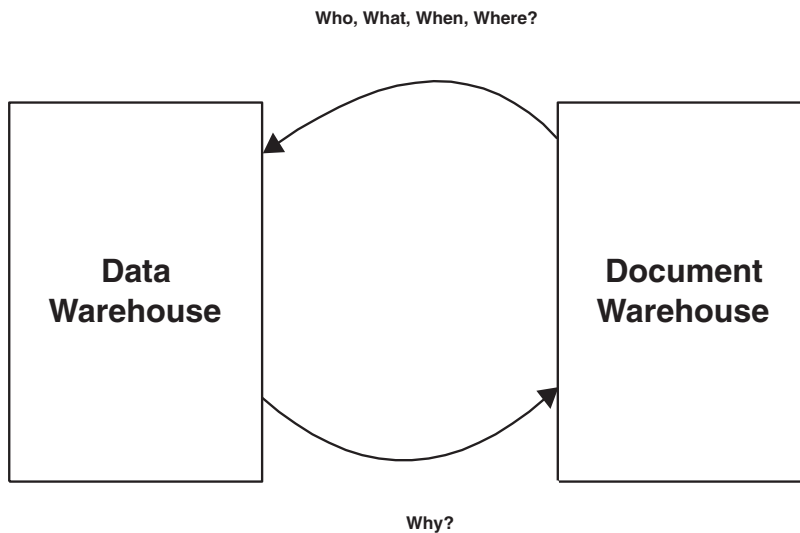 Who, What, When, Where?
Data
Warehouse
Document
Warehouse
Why?